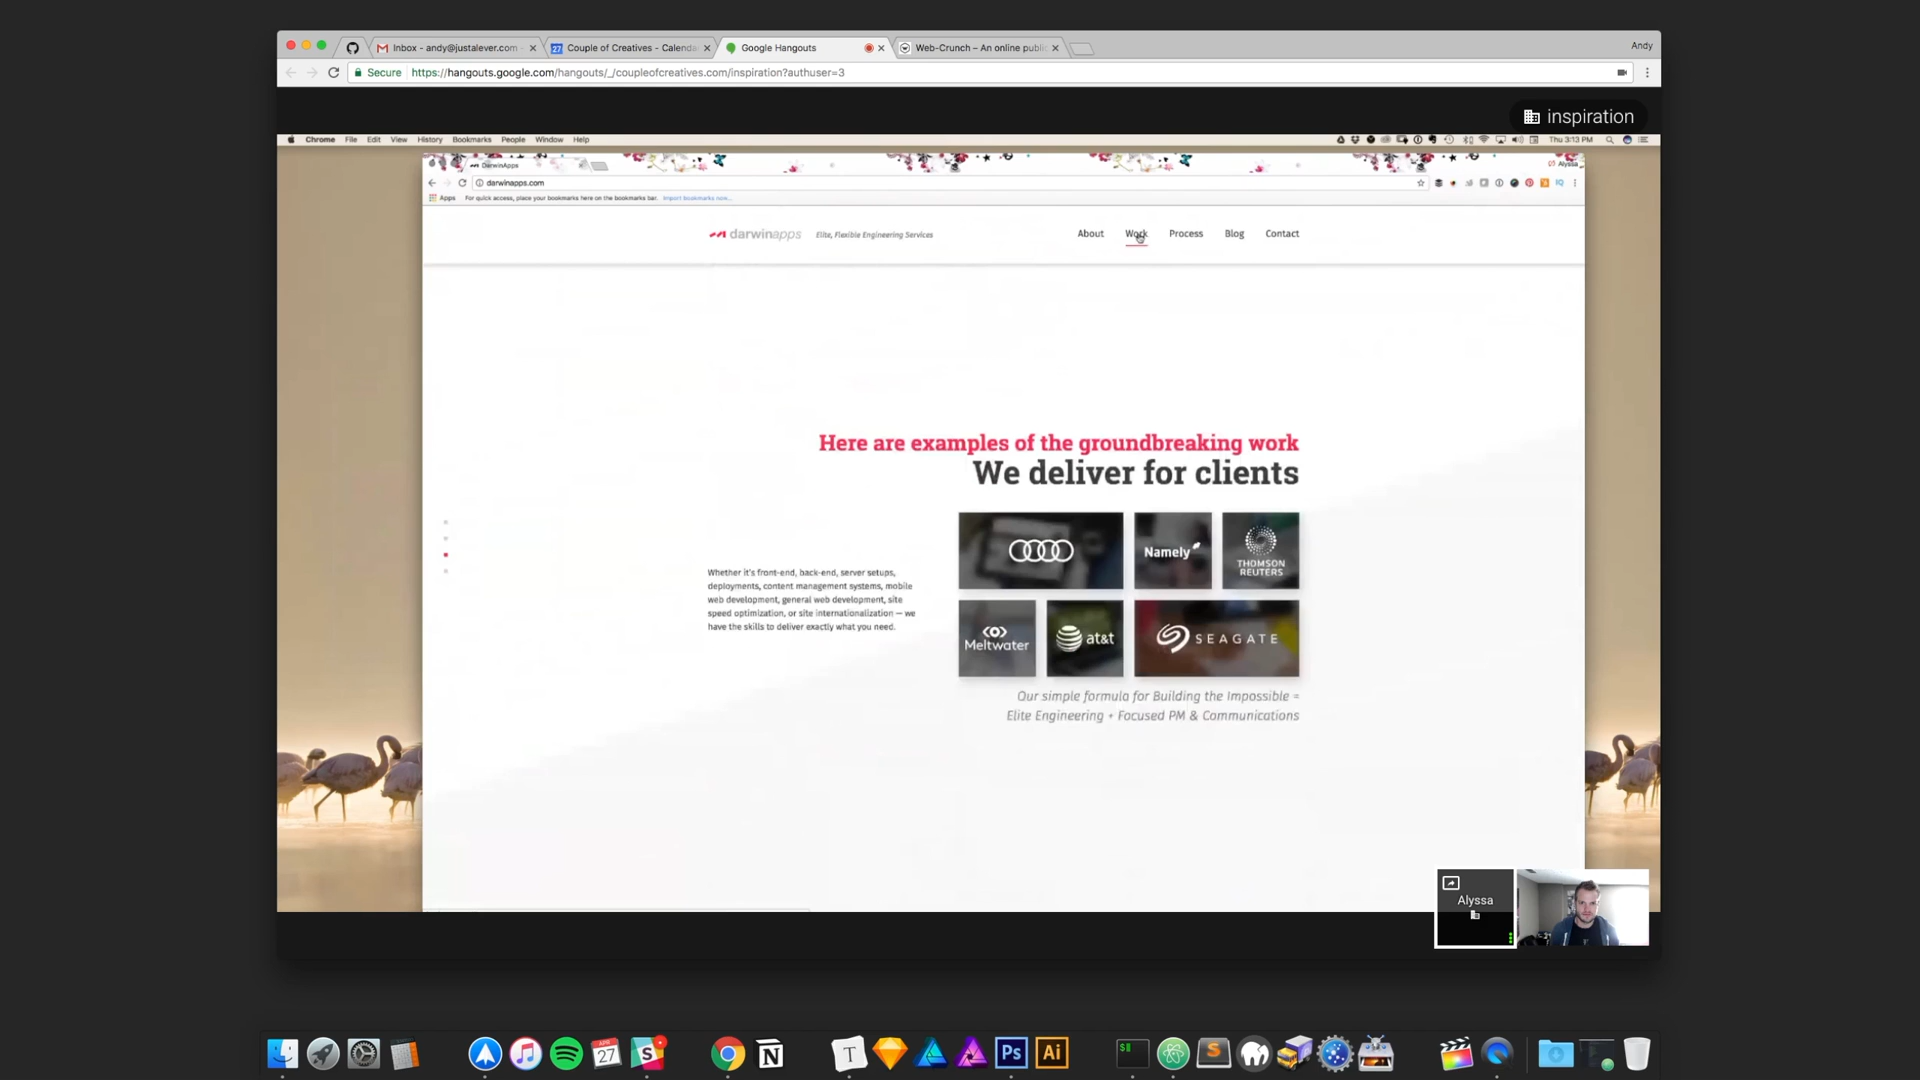 Inbox - andy@justalever.com -
Couple of Creatives - Calenda
Google Hangouts
Web-Crunch – An online publi
Andy
Secure
https://hangouts.google.com/hangouts/_/coupleofcreatives.com/inspiration?authuser=3
inspiration
Chrome File Edit View History Bookmarks People Window Help
Thu 3:13 PM
DarwinApps
Alyssa
darwinapps.com
Apps For quick access, place your bookmarks here on the bookmarks bar. Import bookmarks now...
darwinapps
Elite, Flexible Engineering Services
About Work Process Blog Contact
Here are examples of the groundbreaking work
We deliver for clients
Namely
THOMSON
REUTERS
Whether it's front-end, back-end, server setups,
deployments, content management systems, mobile
web development, general web development, site
speed optimization, or site internationalization — we
have the skills to deliver exactly what you need.
Meltwater
at&t
SEAGATE
Our simple formula for Building the Impossible =
Elite Engineering + Focused PM & Communications
Alyssa
APR
27
T
Ps
Ai
$
S